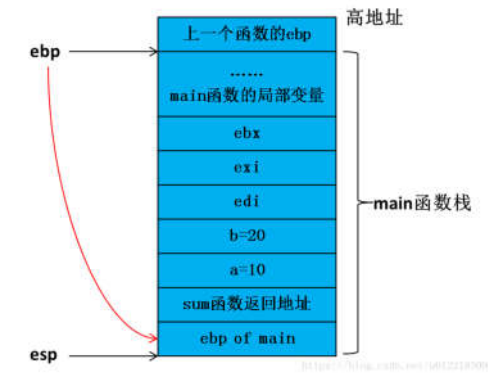 高地址
上一个函数的ebp
ebp
……
main函数的局部变量
ebx
exi
edi
b=20
main函数栈
a=10
sum函数返回地址
ebp of main
esp